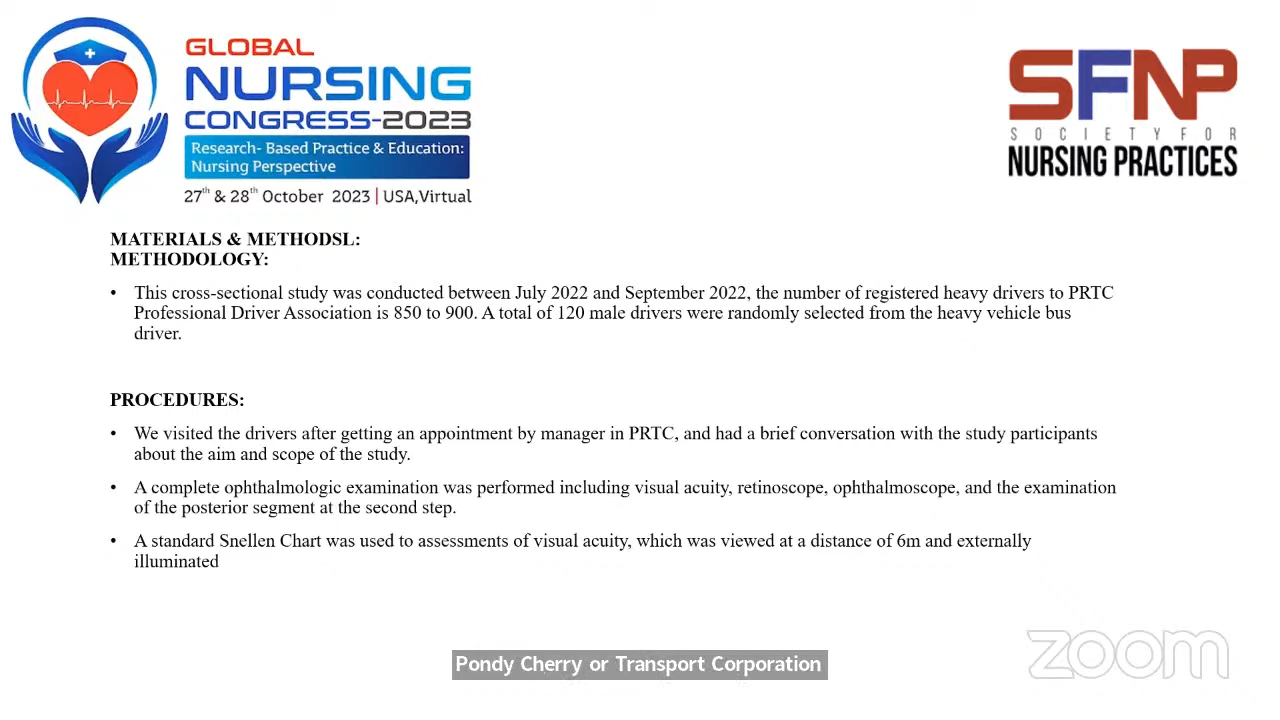 GLOBAL
NURSING
CONGRESS-2023
Research- Based Practice & Education:
Nursing Perspective
27th & 28th October 2023 | USA,Virtual
SFNP
SOCIETY FOR
NURSING PRACTICES
MATERIALS & METHODSL:
METHODOLOGY:
• This cross-sectional study was conducted between July 2022 and September 2022, the number of registered heavy drivers to PRTC
Professional Driver Association is 850 to 900. A total of 120 male drivers were randomly selected from the heavy vehicle bus
driver.
PROCEDURES:
• We visited the drivers after getting an appointment by manager in PRTC, and had a brief conversation with the study participants
about the aim and scope of the study.
• A complete ophthalmologic examination was performed including visual acuity, retinoscope, ophthalmoscope, and the examination
of the posterior segment at the second step.
• A standard Snellen Chart was used to assessments of visual acuity, which was viewed at a distance of 6m and externally
illuminated
Pondy Cherry or Transport Corporation
zoom